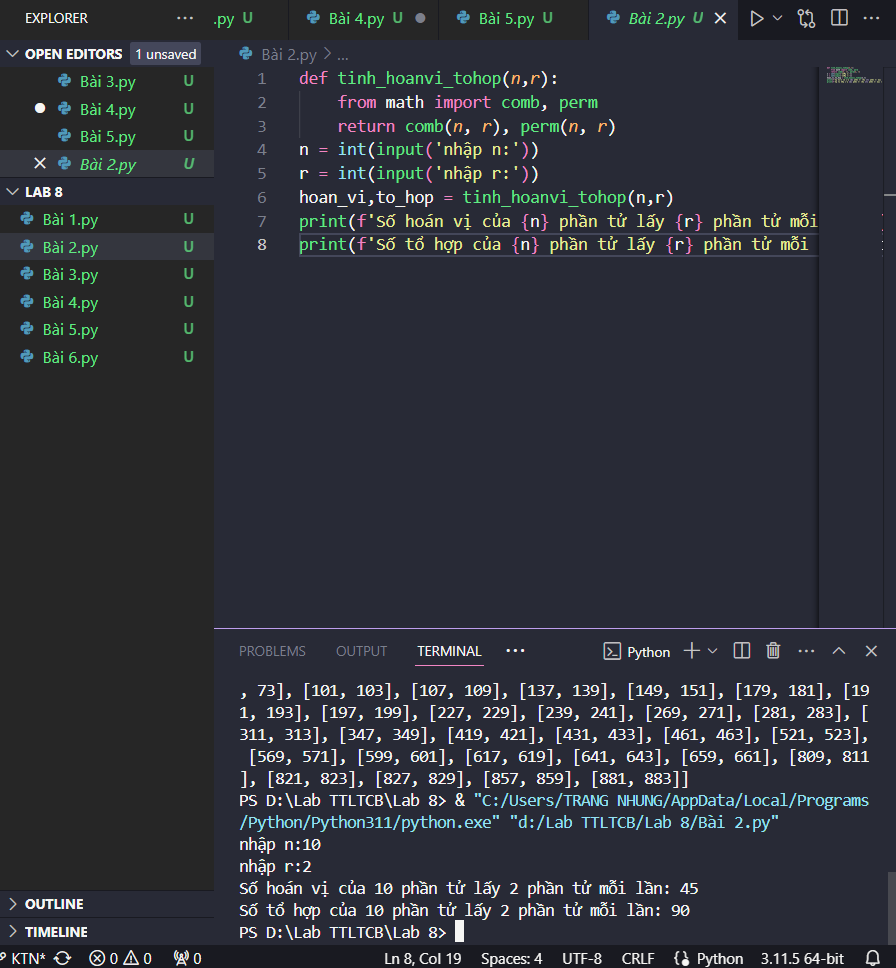 EXPLORER
.py U
Bài 4.py U
Bài 5.py U
Bài 2.py U
OPEN EDITORS 1 unsaved
Bài 3.py U
Bài 4.py U
Bài 5.py U
Bài 2.py U
LAB 8
Bài 1.py U
Bài 2.py U
Bài 3.py U
Bài 4.py U
Bài 5.py U
Bài 6.py U
OUTLINE
TIMELINE
Bài 2.py > ...
1 def tinh_hoanvi_tohop(n,r):
2 from math import comb, perm
3 return comb(n, r), perm(n, r)
4 n = int(input('nhập n:'))
5 r = int(input('nhập r:'))
6 hoan_vi,to_hop = tinh_hoanvi_tohop(n,r)
7 print(f'Số hoán vị của {n} phần tử lấy {r} phần tử mỗi
8 print(f'Số tổ hợp của {n} phần tử lấy {r} phần tử mỗi
PROBLEMS OUTPUT TERMINAL ... Python
, 73], [101, 103], [107, 109], [137, 139], [149, 151], [179, 181], [19
1, 193], [197, 199], [227, 229], [239, 241], [269, 271], [281, 283], [
311, 313], [347, 349], [419, 421], [431, 433], [461, 463], [521, 523],
[569, 571], [599, 601], [617, 619], [641, 643], [659, 661], [809, 811
], [821, 823], [827, 829], [857, 859], [881, 883]]
PS D:\Lab TTLTCB\Lab 8> & "C:/Users/TRANG NHUNG/AppData/Local/Programs
/Python/Python311/python.exe" "d:/Lab TTLTCB/Lab 8/Bài 2.py"
nhập n:10
nhập r:2
Số hoán vị của 10 phần tử lấy 2 phần tử mỗi lần: 45
Số tổ hợp của 10 phần tử lấy 2 phần tử mỗi lần: 90
PS D:\Lab TTLTCB\Lab 8>
KTN* 0 0 0 Ln 8, Col 19 Spaces: 4 UTF-8 CRLF Python 3.11.5 64-bit